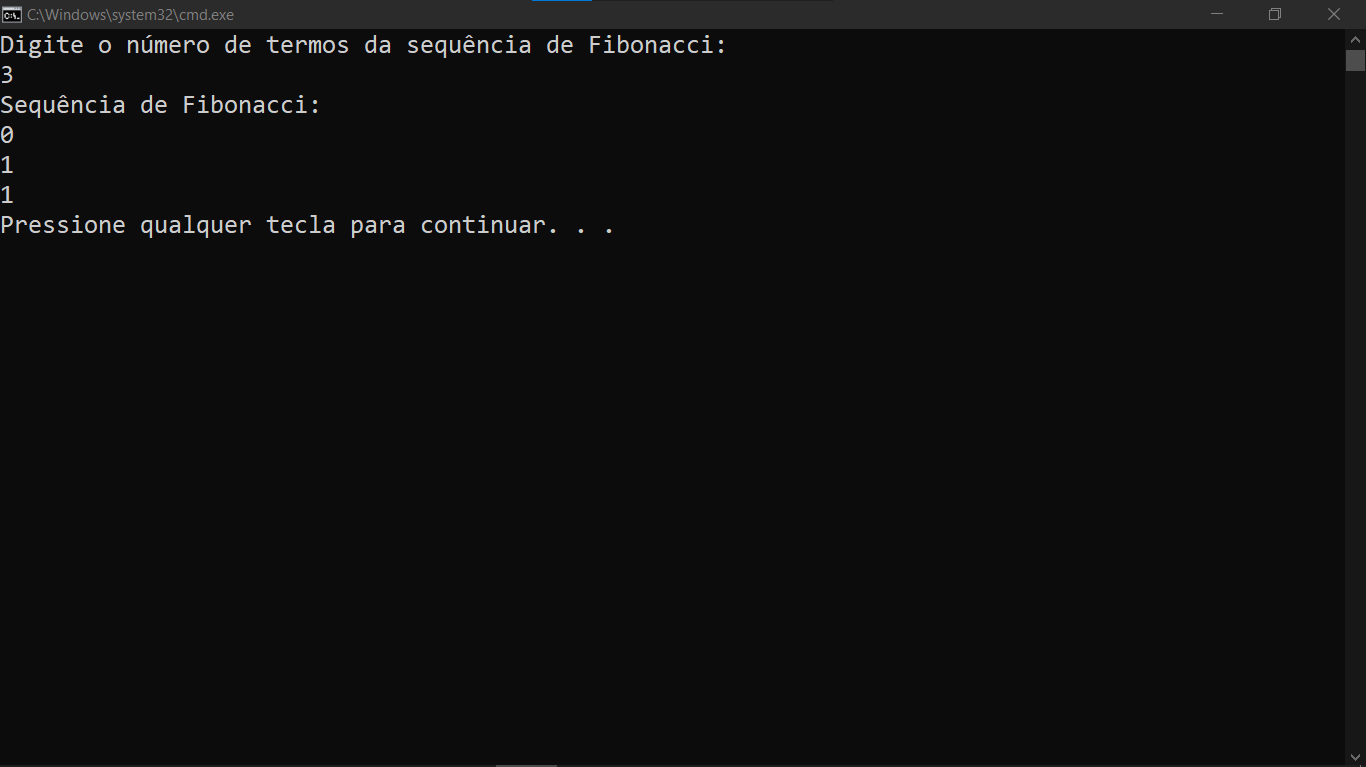 C:\Windows\system32\cmd.exe
Digite o número de termos da sequência de Fibonacci:
3
Sequência de Fibonacci:
0
1
1
Pressione qualquer tecla para continuar. . .